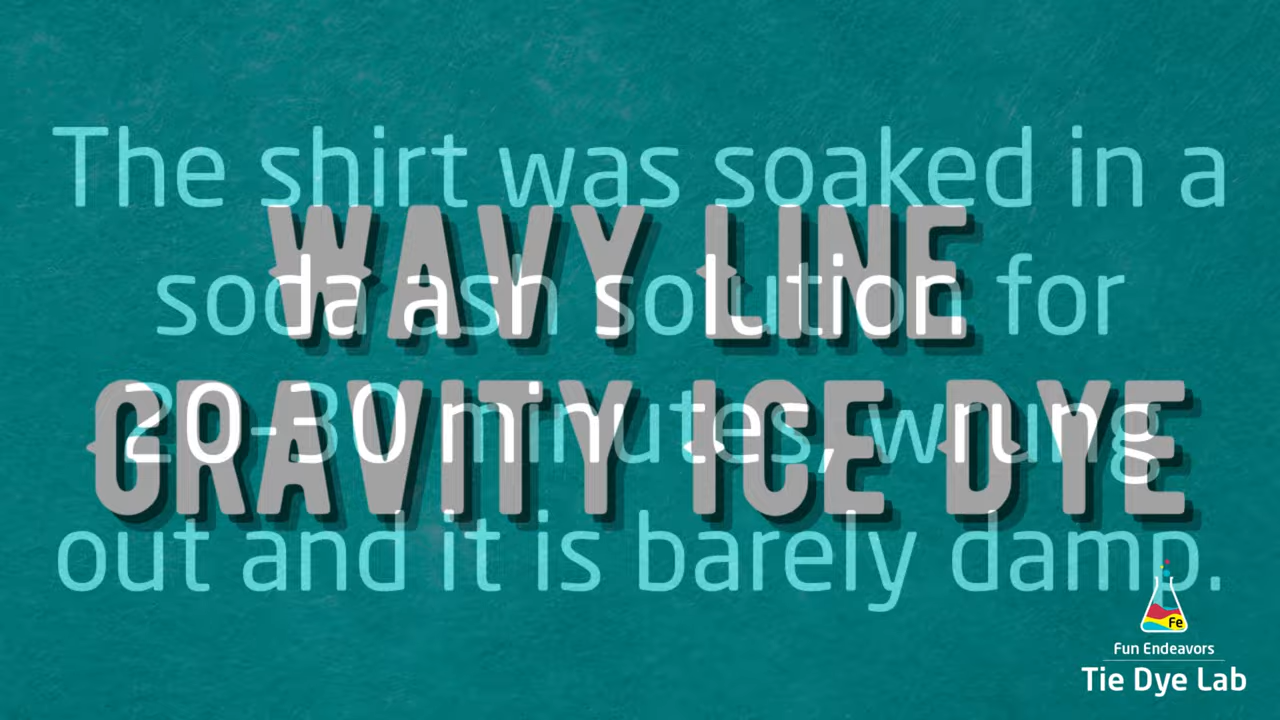 The shirt was soaked in a
WAVY LINE
soda ash solution for
20-30 minutes, wrung
GRAVITY ICE DYE
out and it is barely damp.
Fe
Fun Endeavors
Tie Dye Lab